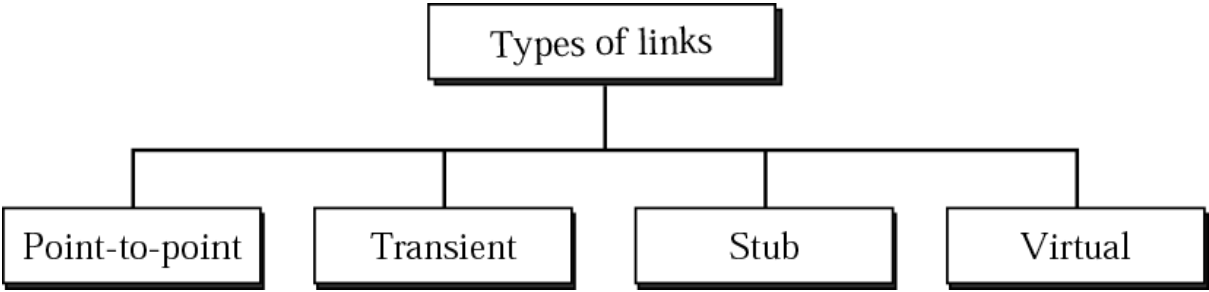 Types of links
Point-to-point
Transient
Stub
Virtual